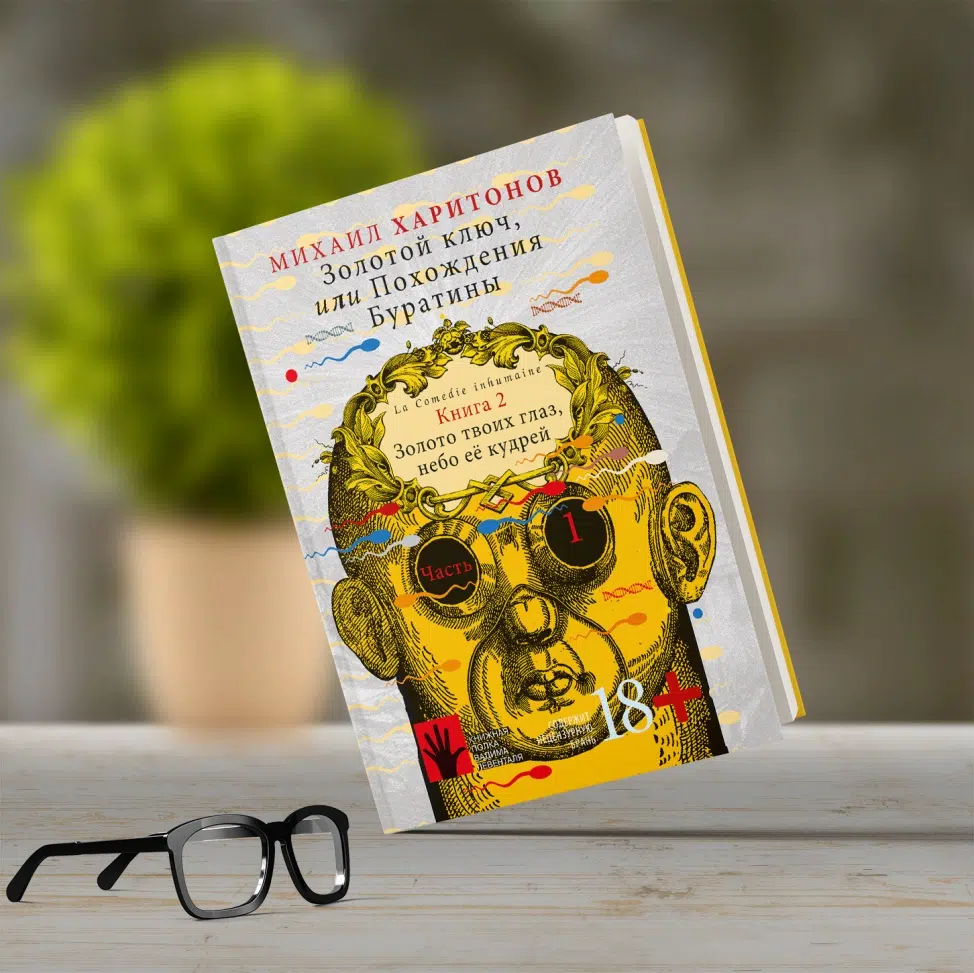 МИХАИЛ ХАРИТОНОВ
Золотой ключ,
или Похождения
Буратины
La Comedie inhumaine
Книга 2
Золото твоих глаз,
небо её кудрей
Часть
1
КНИЖНАЯ
ПОЛКА
ВАДИМА
ЛЕВЕНТАЛЯ
СОДЕРЖИТ
НЕЦЕНЗУРНУЮ
БРАНЬ
18+